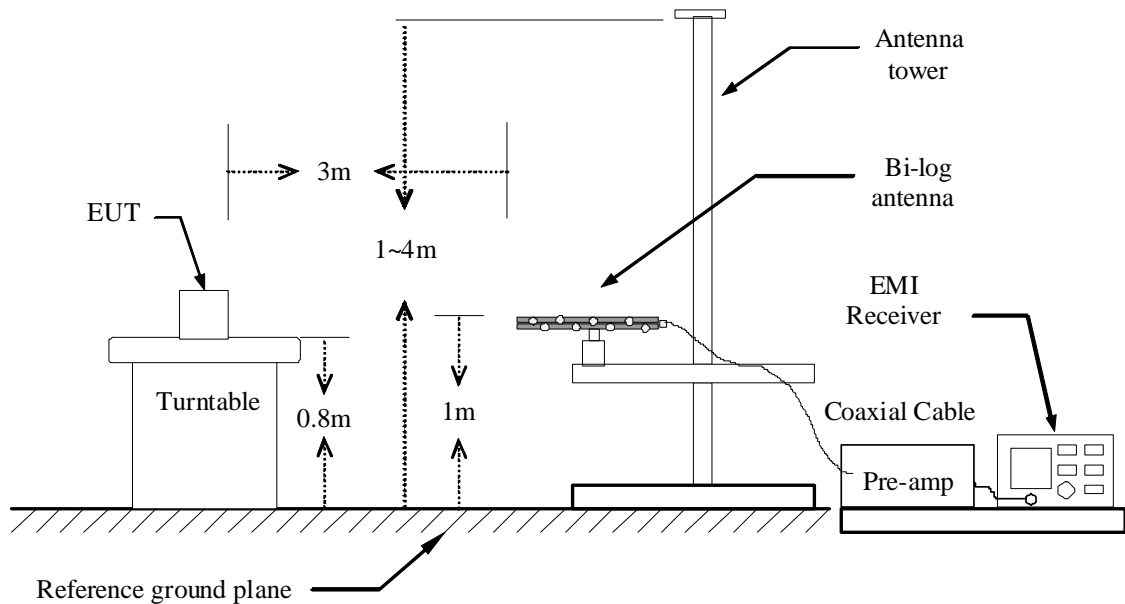 Antenna
tower
3m
Bi-log
antenna
EUT
1~4m
EMI
Receiver
Turntable
0.8m
1m
Coaxial Cable
Pre-amp
Reference ground plane